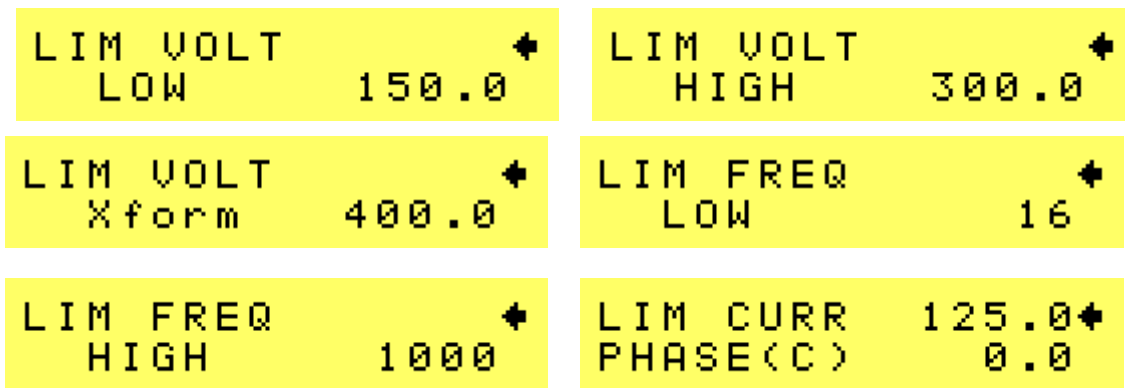 LIM VOLT
LOW 150.0
LIM VOLT
HIGH 300.0
LIM VOLT
Xform 400.0
LIM FREQ
LOW 16
LIM FREQ
HIGH 1000
LIM CURR 125.0
PHASE(C) 0.0